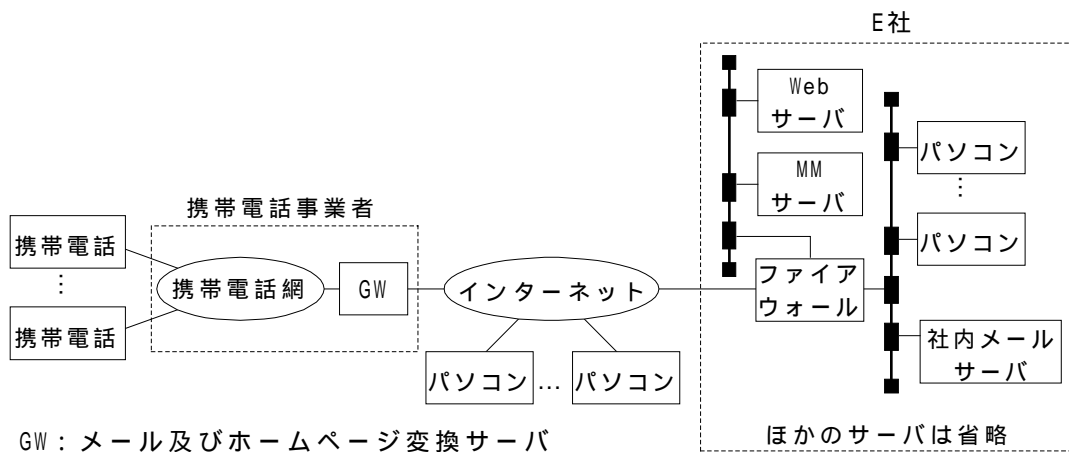 E社
Web
サーバ
MM
サーバ
パソコン
⋮
パソコン
携帯電話事業者
携帯電話
⋮
携帯電話
携帯電話網
GW
インターネット
ファイア
ウォール
社内メール
サーバ
パソコン…パソコン
GW：メール及びホームページ変換サーバ
ほかのサーバは省略